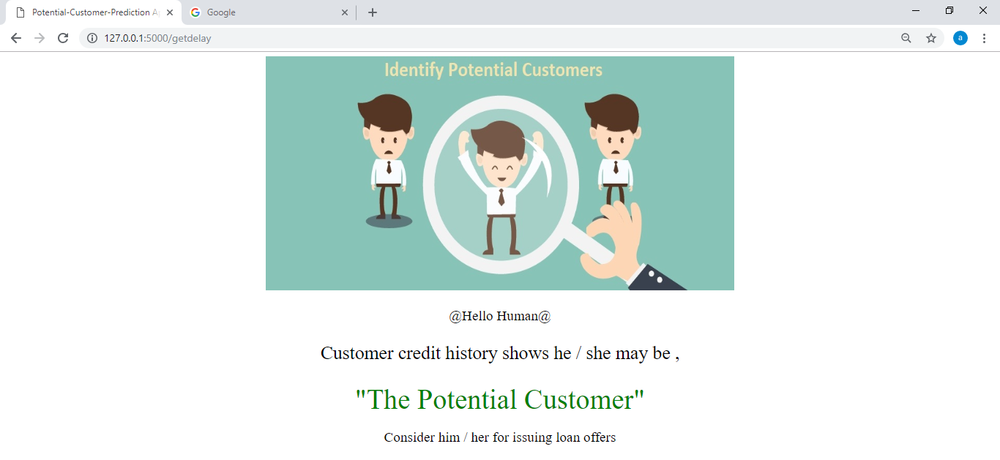 Potential-Customer-Prediction A
Google
127.0.0.1:5000/getdelay
a
Identify Potential Customers
@Hello Human@
Customer credit history shows he / she may be ,
"The Potential Customer"
Consider him / her for issuing loan offers